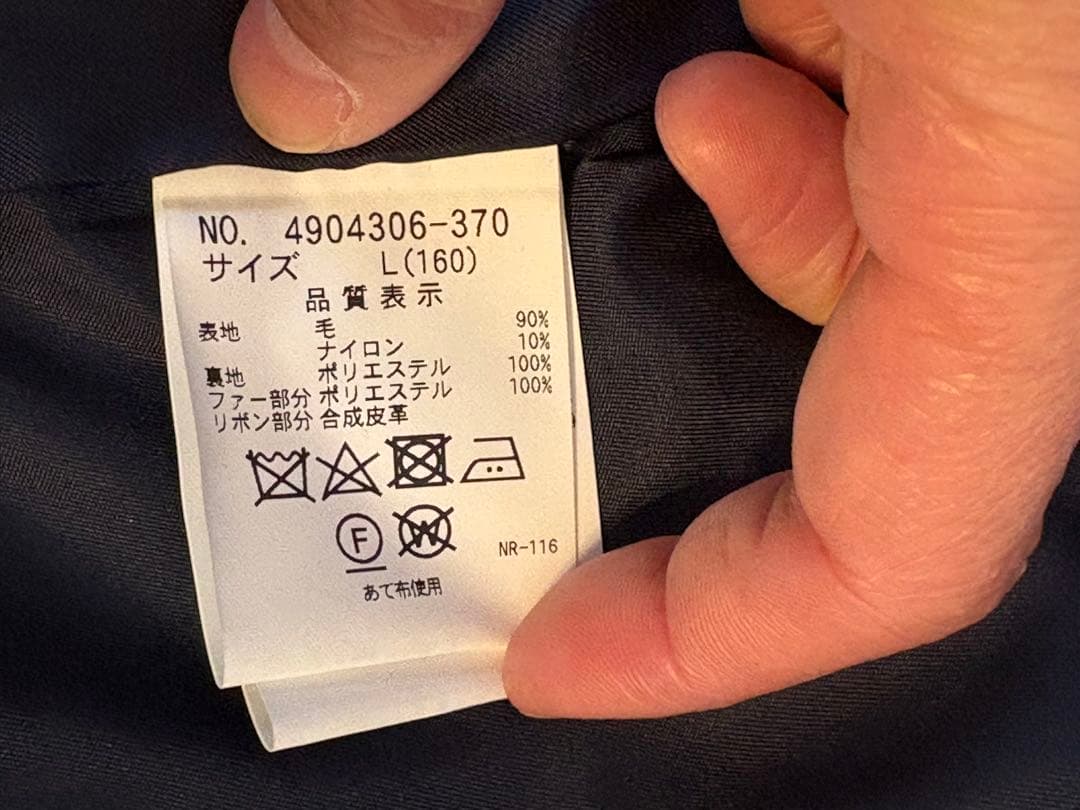 NO. 4904306-370
サイズ L(160)
品質表示
表地 毛 90%
ナイロン 10%
裏地 ポリエステル 100%
ファー部分 ポリエステル 100%
リボン部分 合成皮革
F W
NR-116
あて布使用